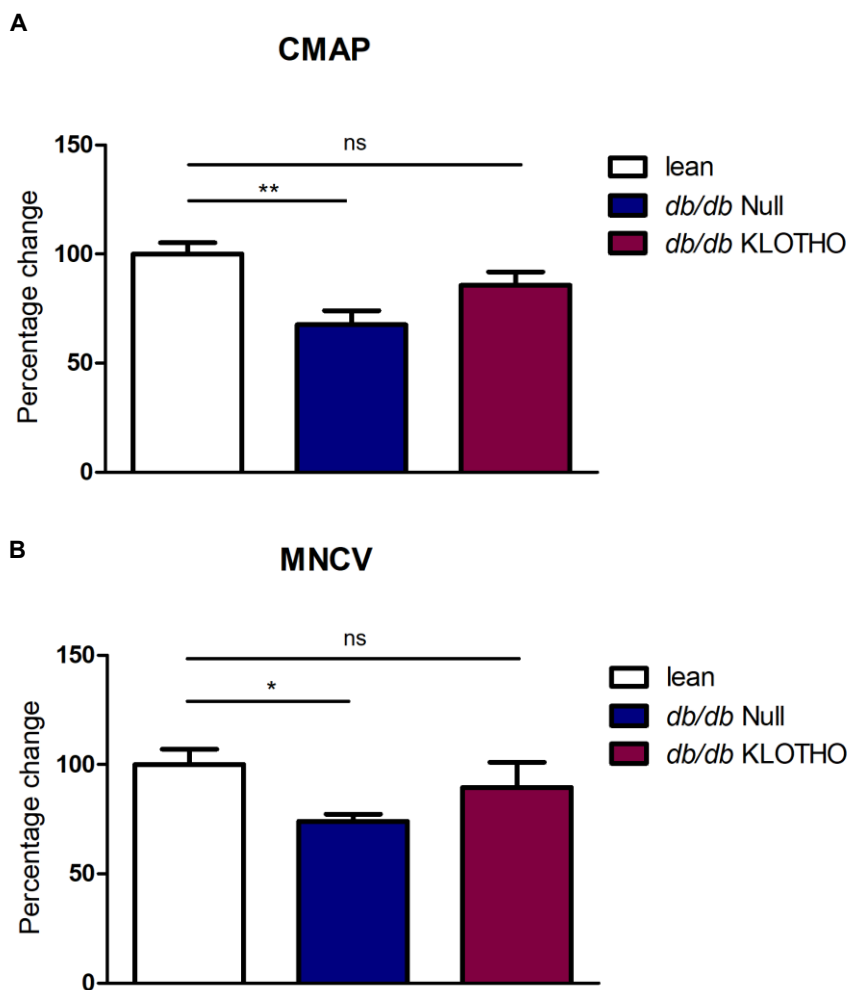 A
CMAP
Percentage change
150
100
50
0
ns
**
lean
db/db Null
db/db KLOTHO
B
MNCV
Percentage change
150
100
50
0
ns
*
lean
db/db Null
db/db KLOTHO